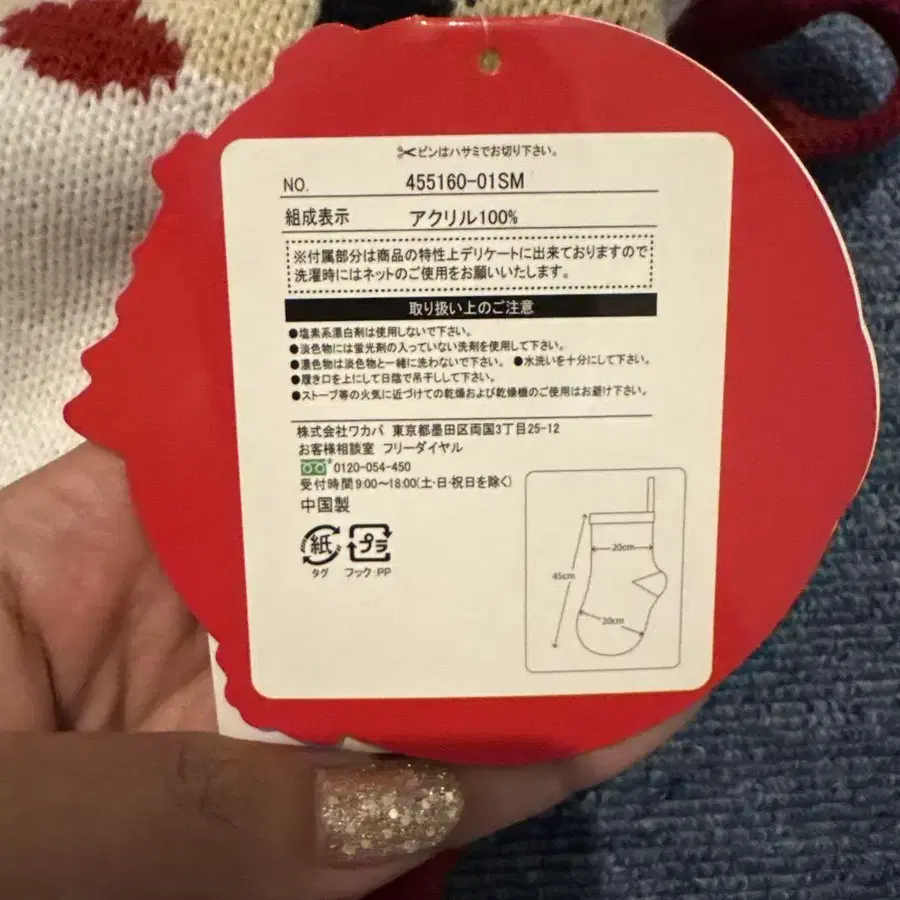 ピンはハサミでお切り下さい。
NO. 455160-01SM
組成表示 アクリル100%
※付属部分は商品の特性上デリケートに出来ておりますので
洗濯時にはネットのご使用をお願いいたします。
取り扱い上のご注意
●塩素系漂白剤は使用しないで下さい。
●淡色物には蛍光剤の入っていない洗剤を使用して下さい。
●濃色物は淡色物と一緒に洗わないで下さい。 ●水洗いを十分にして下さい。
●履き口を上にして日陰で吊干しして下さい。
●ストーブ等の火気に近づけての乾燥および乾燥機のご使用はお避け下さい。
株式会社ワカバ 東京都墨田区両国3丁目25-12
お客様相談室 フリーダイヤル
0120-054-450
受付時間9:00〜18:00(土・日・祝日を除く)
中国製
紙 プラ
タグ フック:PP
20cm
45cm
20cm